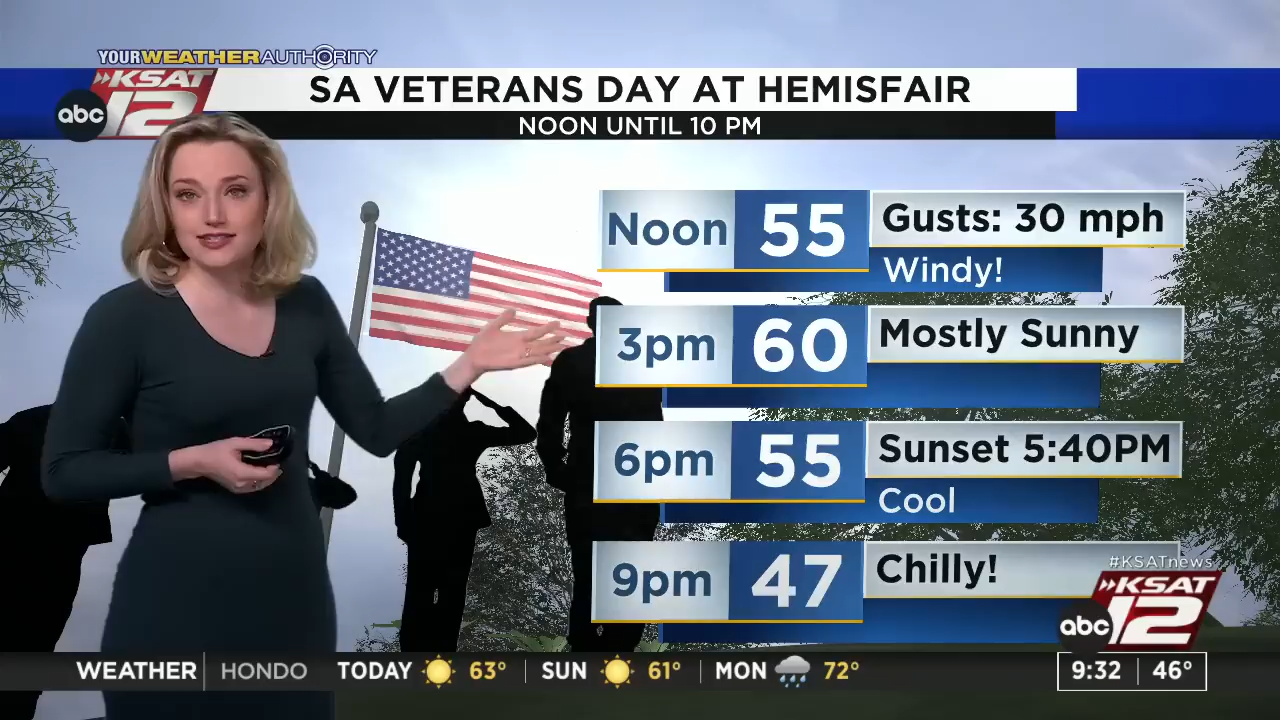 YOURWEATHERAUTHORITY
KSAT
abc 12
SA VETERANS DAY AT HEMISFAIR
NOON UNTIL 10 PM
Noon 55 Gusts: 30 mph
Windy!
3pm 60 Mostly Sunny
6pm 55 Sunset 5:40PM
Cool
9pm 47 Chilly!
#KSATnews
KSAT
abc 12
WEATHER HONDO TODAY 63° SUN 61° MON 72° 9:32 46°